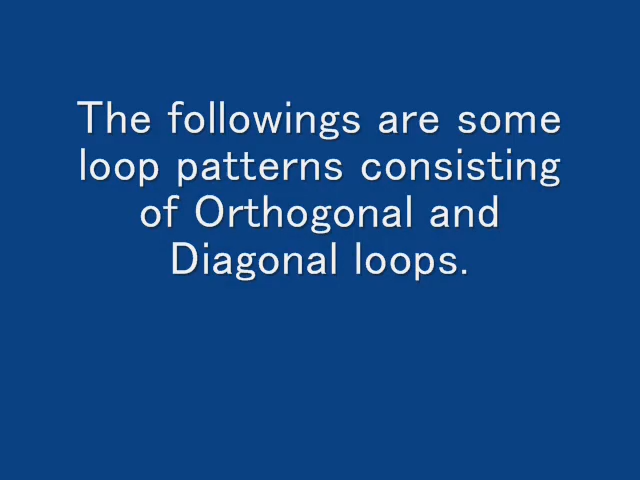 The followings are some
loop patterns consisting
of Orthogonal and
Diagonal loops.